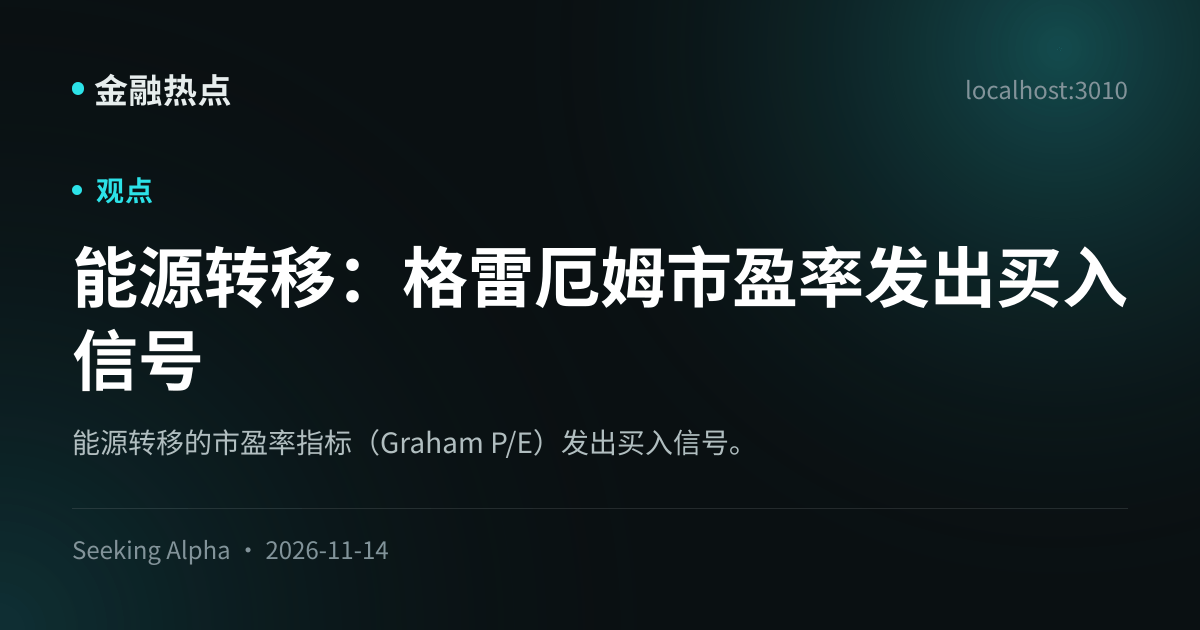 金融热点
localhost:3010
观点
能源转移：格雷厄姆市盈率发出买入
信号
能源转移的市盈率指标（Graham P/E）发出买入信号。
Seeking Alpha · 2026-11-14